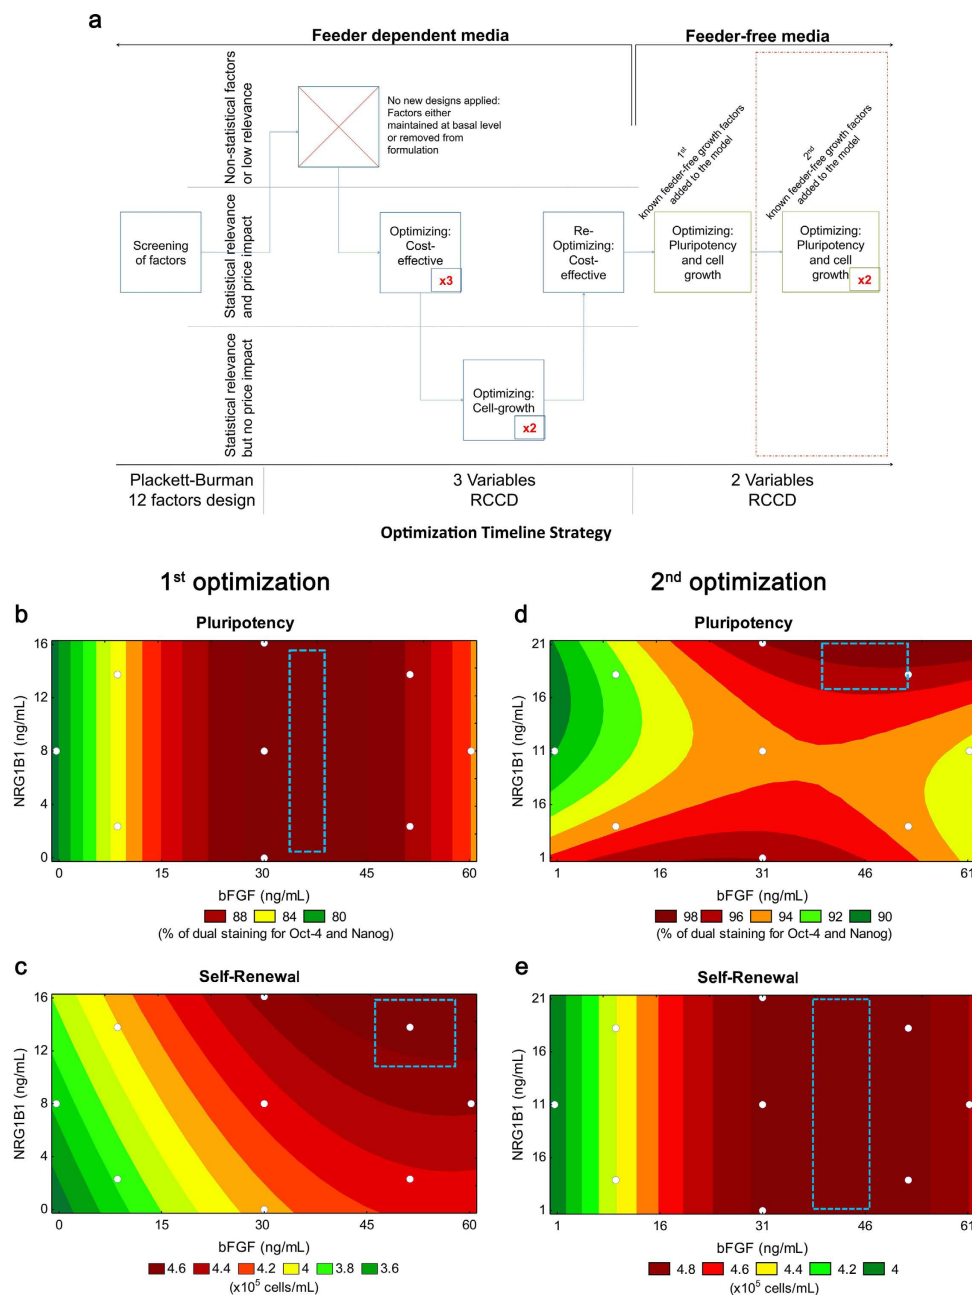 a
Feeder dependent media
Feeder-free media
Non-statistical factors
or low relevance
No new designs applied:
Factors either
maintained at basal level
or removed from
formulation
1st
known feeder-free growth factors
added to the model
2nd
known feeder-free growth factors
added to the model
Statistical relevance
and price impact
Screening
of factors
Optimizing:
Cost-
effective
x3
Re-
Optimizing:
Cost-
effective
Optimizing:
Pluripotency
and cell
growth
Optimizing:
Pluripotency
and cell
growth
x2
Statistical relevance
but no price impact
Optimizing:
Cell-growth
x2
Plackett-Burman
12 factors design
3 Variables
RCCD
2 Variables
RCCD
Optimization Timeline Strategy
1st optimization
2nd optimization
b
Pluripotency
NRG1B1 (ng/mL)
16
12
8
4
0
0 15 30 45 60
bFGF (ng/mL)
88 84 80
(% of dual staining for Oct-4 and Nanog)
d
Pluripotency
NRG1B1 (ng/mL)
21
16
11
16
1
1 16 31 46 61
bFGF (ng/mL)
98 96 94 92 90
(% of dual staining for Oct-4 and Nanog)
c
Self-Renewal
NRG1B1 (ng/mL)
16
12
8
4
0
0 15 30 45 60
bFGF (ng/mL)
4.6 4.4 4.2 4 3.8 3.6
(x10^5 cells/mL)
e
Self-Renewal
NRG1B1 (ng/mL)
21
16
11
16
1
1 16 31 46 61
bFGF (ng/mL)
4.8 4.6 4.4 4.2 4
(x10^5 cells/mL)